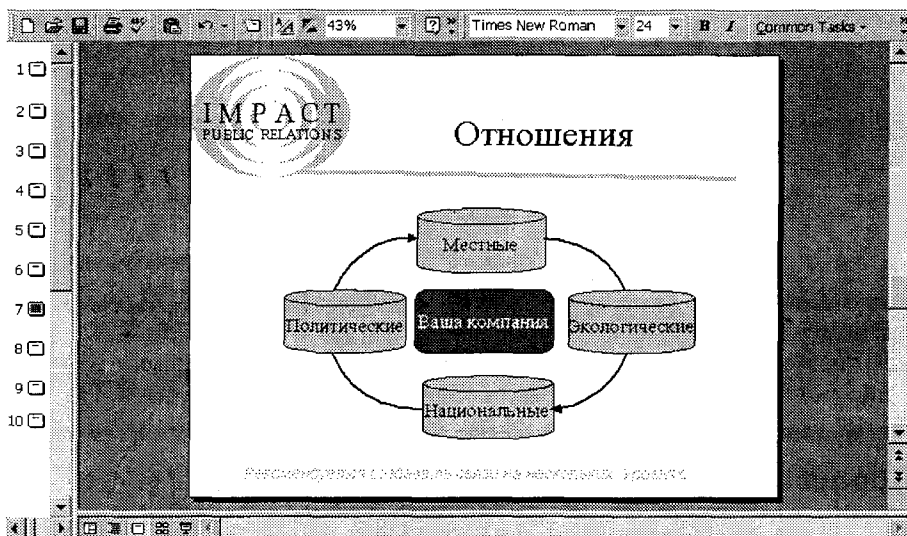 43% Times New Roman 24 B I Common Tasks
1
2
3
4
5
6
7
8
9
10
IMPACT
PUBLIC RELATIONS
Отношения
Местные
Политические Ваша компания Экологические
Национальные